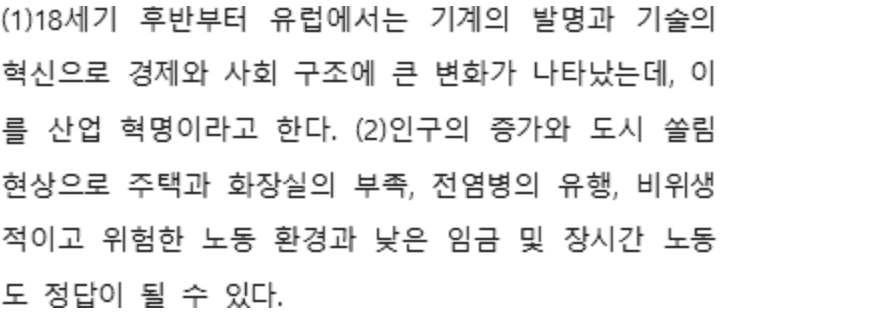 (1)18세기 후반부터 유럽에서는 기계의 발명과 기술의
혁신으로 경제와 사회 구조에 큰 변화가 나타났는데, 이
를 산업 혁명이라고 한다. (2)인구의 증가와 도시 쏠림
현상으로 주택과 화장실의 부족, 전염병의 유행, 비위생
적이고 위험한 노동 환경과 낮은 임금 및 장시간 노동
도 정답이 될 수 있다.